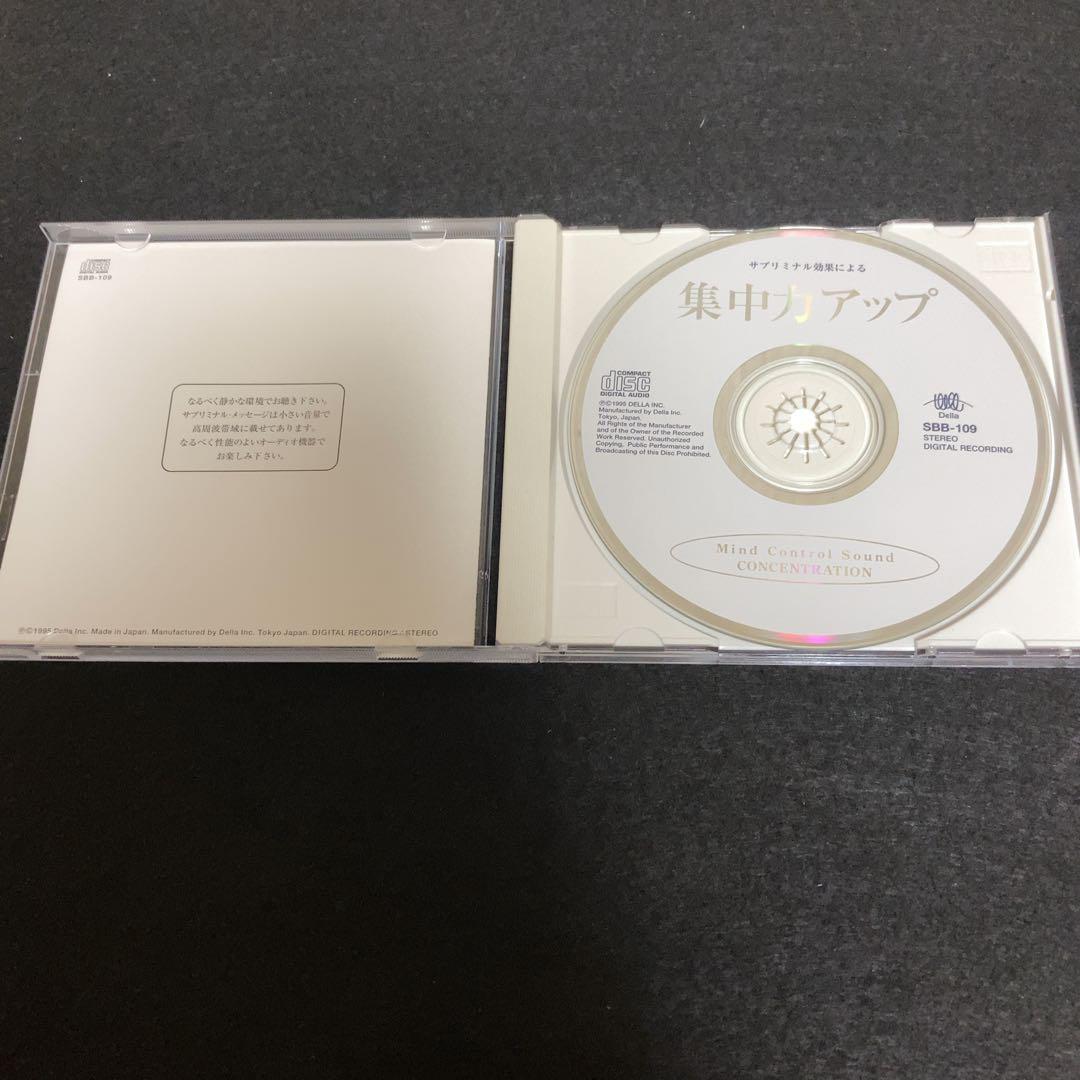 COMPACT
disc
DIGITAL AUDIO
SBB-109
なるべく静かな環境でお聴き下さい。
サブリミナル・メッセージは小さい音量で
高周波帯域に載せてあります。
なるべく性能のよいオーディオ機器で
お楽しみ下さい。
℗©1995 Della Inc. Made in Japan. Manufactured by Della Inc. Tokyo Japan. DIGITAL RECORDING/STEREO
サブリミナル効果による
集中力アップ
COMPACT
disc
DIGITAL AUDIO
℗©1995 DELLA INC.
Manufactured by Della Inc.
Tokyo, Japan.
All Rights of the Manufacturer
and of the Owner of the Recorded
Work Reserved. Unauthorized
Copying, Public Performance and
Broadcasting of this Disc Prohibited.
Della
SBB-109
STEREO
DIGITAL RECORDING
Mind Control Sound
CONCENTRATION